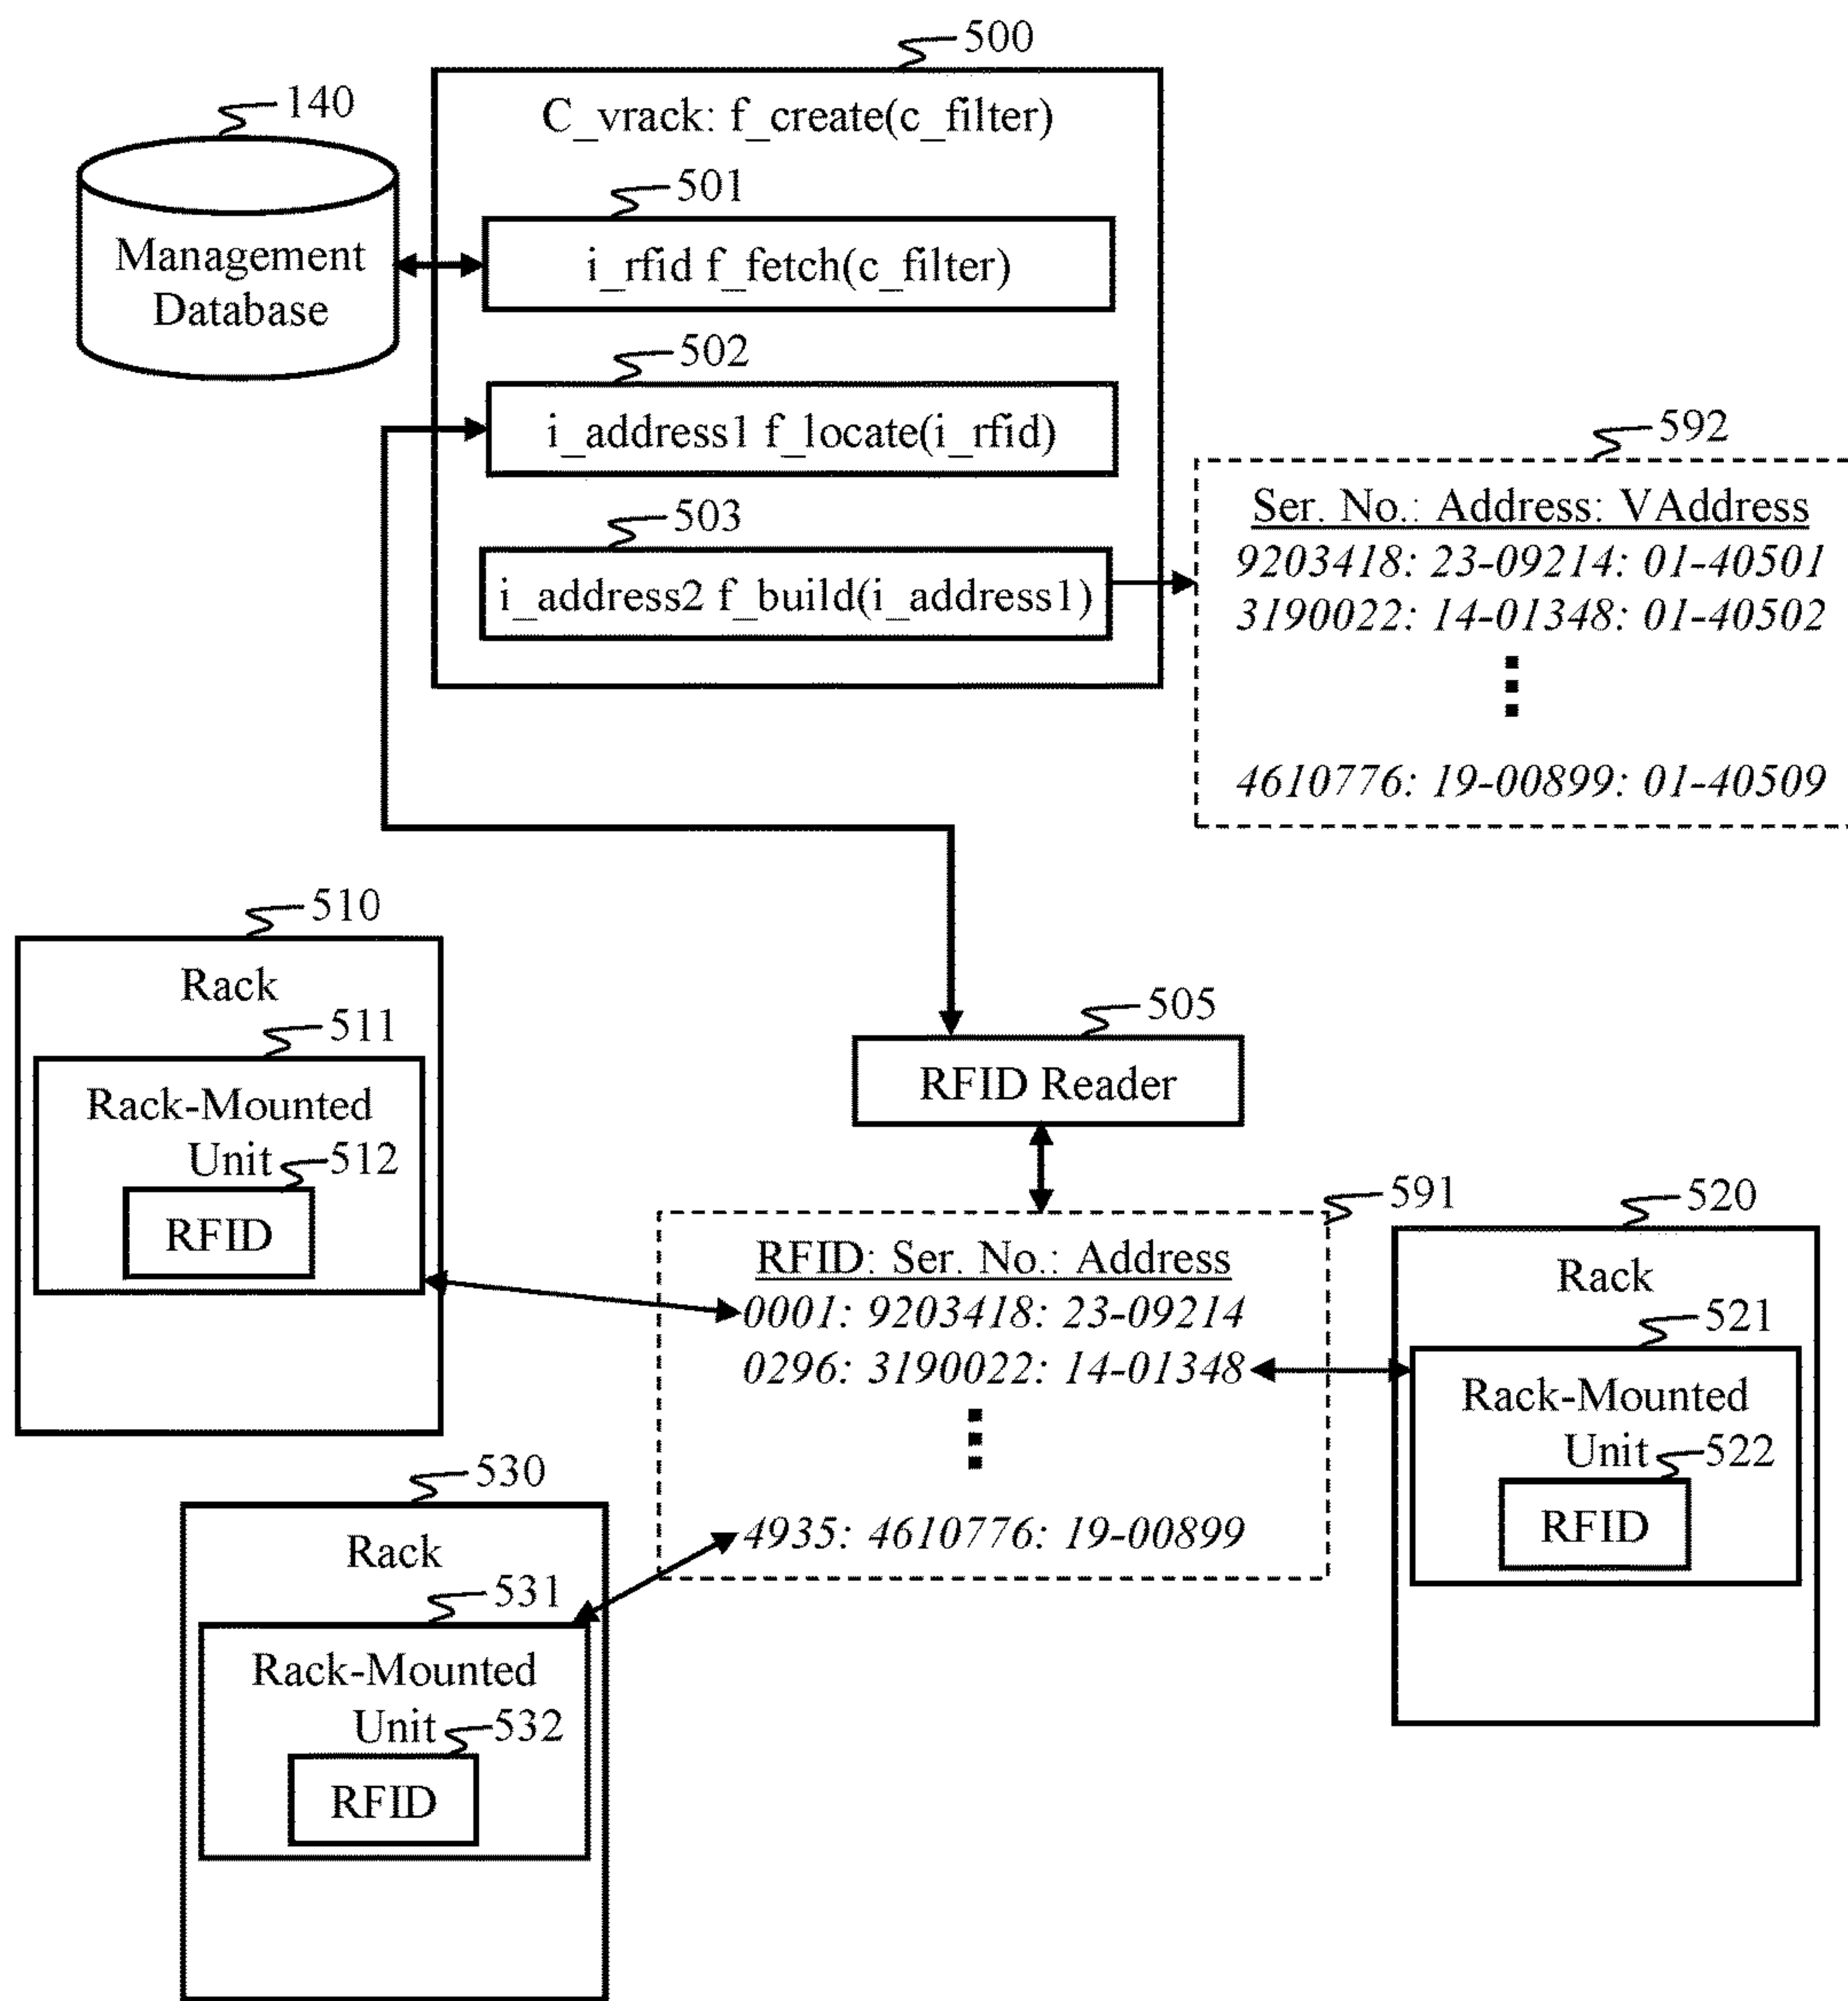 500
140
C_vrack: f_create(c_filter)
501
Management
Database
i_rfid f_fetch(c_filter)
502
i_address1 f_locate(i_rfid)
592
503
Ser. No.: Address: VAddress
9203418: 23-09214: 01-40501
i_address2 f_build(i_address1)
3190022: 14-01348: 01-40502
4610776: 19-00899: 01-40509
510
Rack
505
511
RFID Reader
Rack-Mounted
Unit
512
RFID
591
520
RFID: Ser. No.: Address
Rack
0001: 9203418: 23-09214
521
0296: 3190022: 14-01348
Rack-Mounted
Unit
522
530
RFID
4935: 4610776: 19-00899
Rack
531
Rack-Mounted
Unit
532
RFID